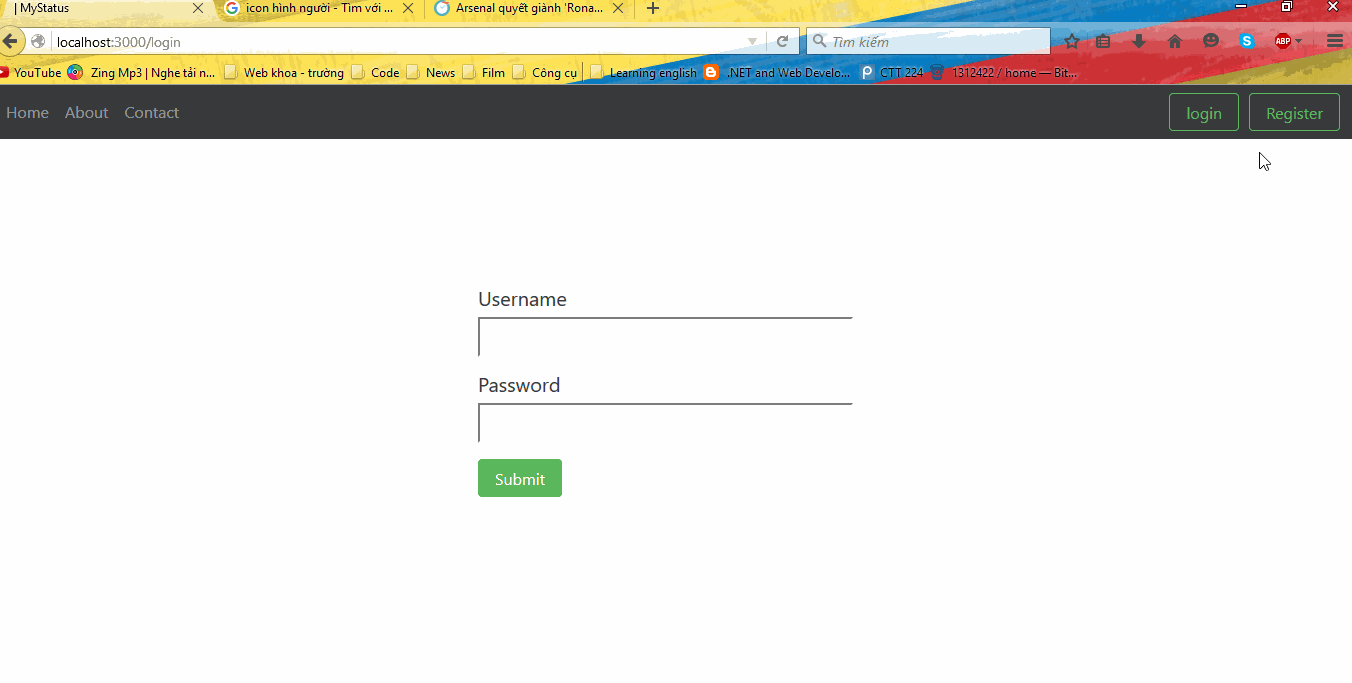 | MyStatus icon hình người - Tìm với ... Arsenal quyết giành 'Rona...
localhost:3000/login Tìm kiếm ABP
YouTube Zing Mp3 | Nghe tải n... Web khoa - trường Code News Film Công cụ Learning english .NET and Web Develo... CTT 224 1312422 / home — Bit...
Home About Contact login Register
Username
Password
Submit